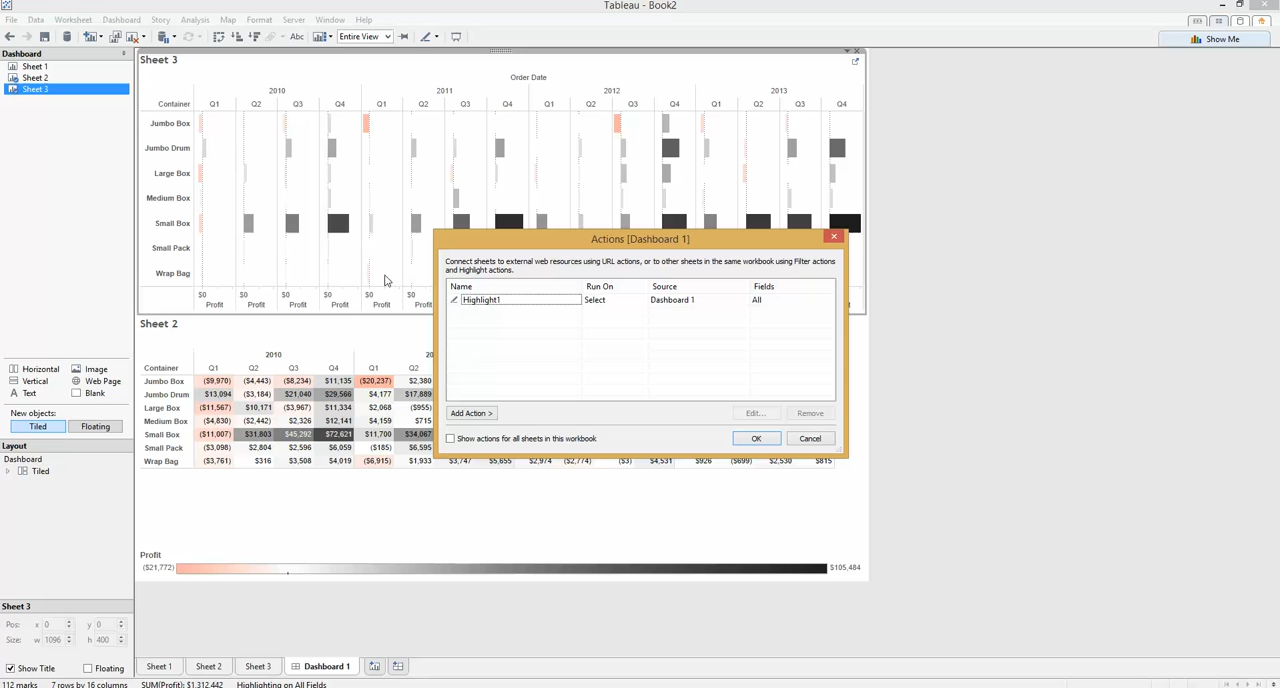 Tableau - Book2
File Data Worksheet Dashboard Story Analysis Map Format Server Window Help
Abc Entire View Show Me
Dashboard
Sheet 1
Sheet 2
Sheet 3
Horizontal Image
Vertical Web Page
Text Blank
New objects:
Tiled Floating
Layout
Dashboard
Tiled
Sheet 3
Pos: x 0 y 0
Size: w 1096 h 400
Show Title Floating
Sheet 3
Order Date
2010 2011 2012 2013
Container Q1 Q2 Q3 Q4 Q1 Q2 Q3 Q4 Q1 Q2 Q3 Q4 Q1 Q2 Q3 Q4
Jumbo Box
Jumbo Drum
Large Box
Medium Box
Small Box
Small Pack
Wrap Bag
$0 $0 $0 $0 $0 $0
Profit Profit Profit Profit Profit Profit
Actions [Dashboard 1]
Connect sheets to external web resources using URL actions, or to other sheets in the same workbook using Filter actions
and Highlight actions.
Name Run On Source Fields
Highlight1 Select Dashboard 1 All
Add Action > Edit... Remove
Show actions for all sheets in this workbook OK Cancel
Sheet 2
2010 20
Container Q1 Q2 Q3 Q4 Q1 Q2
Jumbo Box ($9,970) ($4,443) ($8,234) $11,135 ($20,237) $2,380
Jumbo Drum $13,094 ($3,184) $21,040 $29,566 $4,177 $17,889
Large Box ($11,567) $10,171 ($3,967) $11,334 $2,068 ($955)
Medium Box ($4,830) ($2,442) $2,326 $12,141 $4,159 $715
Small Box ($11,007) $31,803 $45,292 $72,621 $11,700 $34,067
Small Pack ($3,098) $2,804 $2,596 $6,059 ($185) $6,595
Wrap Bag ($3,761) $316 $3,508 $4,019 ($6,915) $1,933 $3,747 $5,655 $2,974 ($2,774) ($3) $4,531 $926 ($699) $2,530 $815
Profit
($21,772) $105,484
Sheet 1 Sheet 2 Sheet 3 Dashboard 1
112 marks 7 rows by 16 columns SUM(Profit): $1,312,442 Highlighting on All Fields